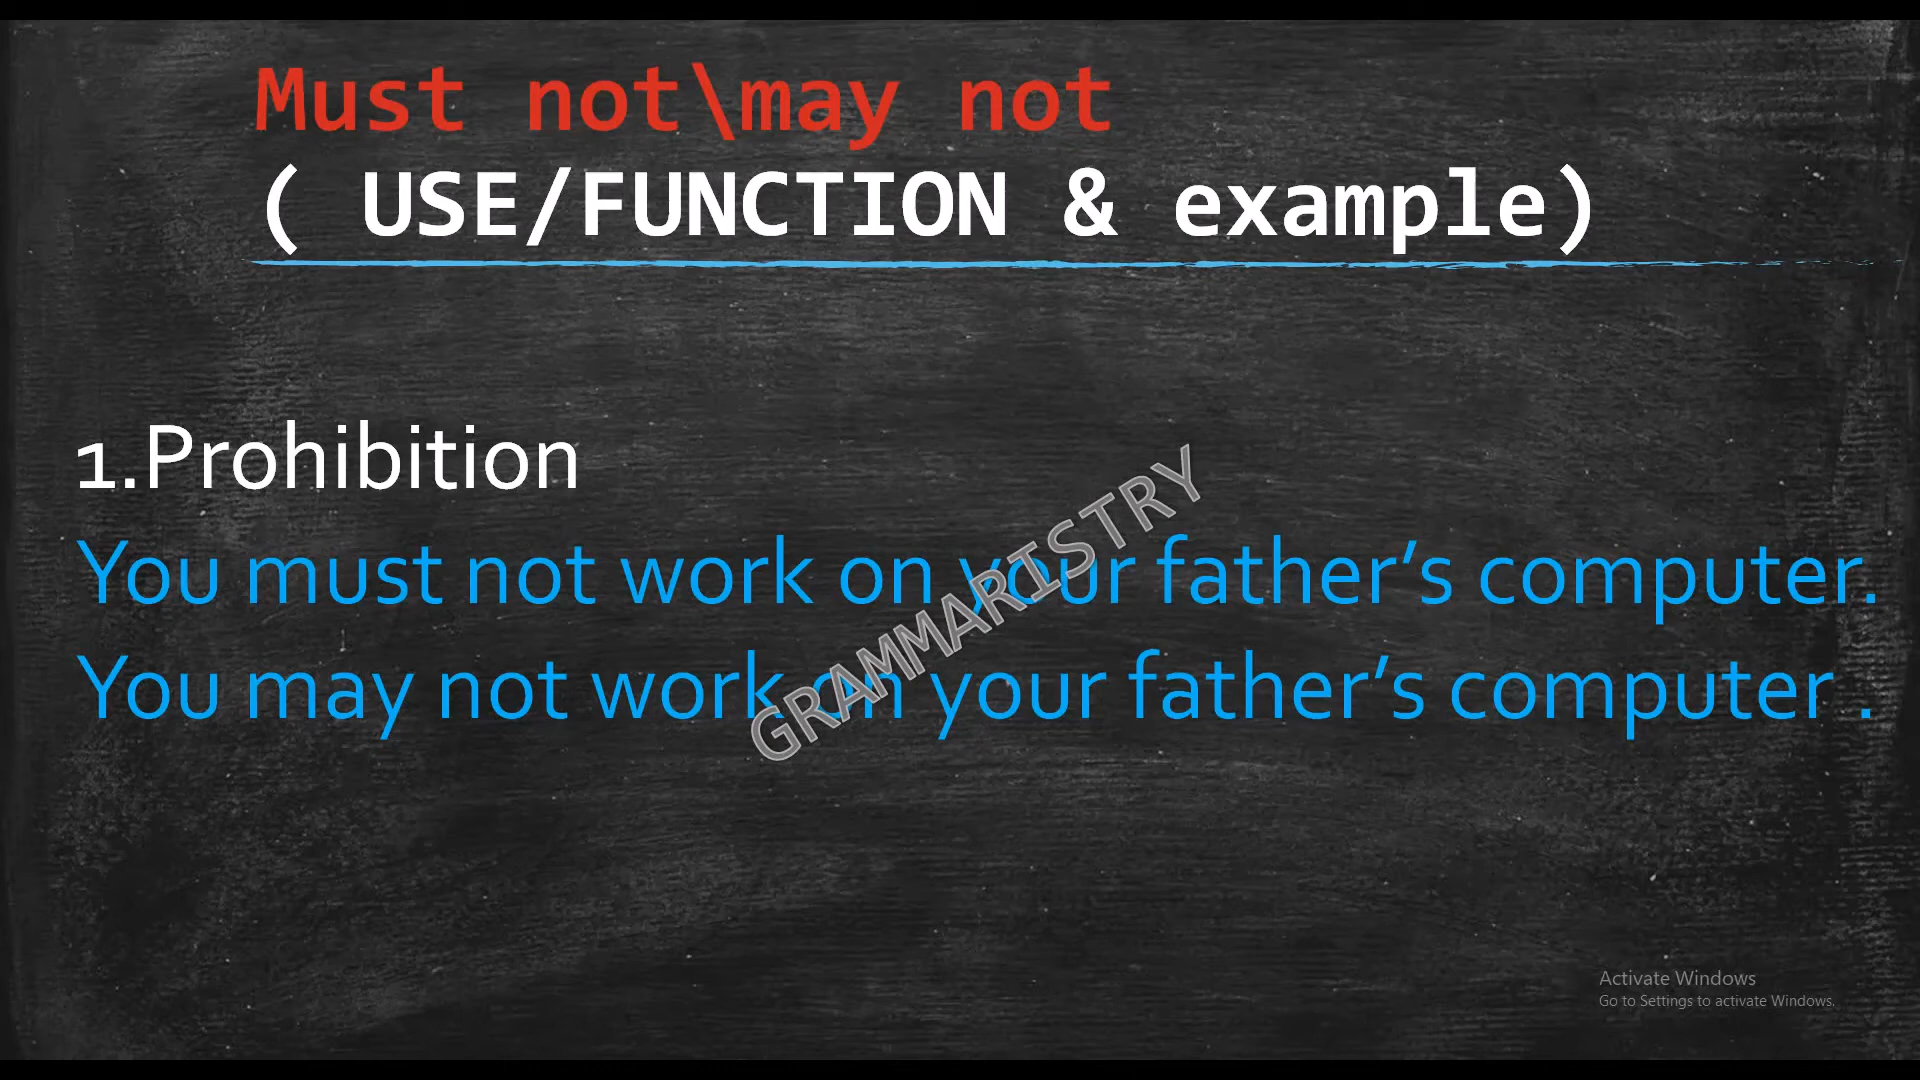 Must not\may not
( USE/FUNCTION & example)
1.Prohibition
You must not work on your father’s computer.
You may not work on your father’s computer .
GRAMMARISTRY
Activate Windows
Go to Settings to activate Windows.